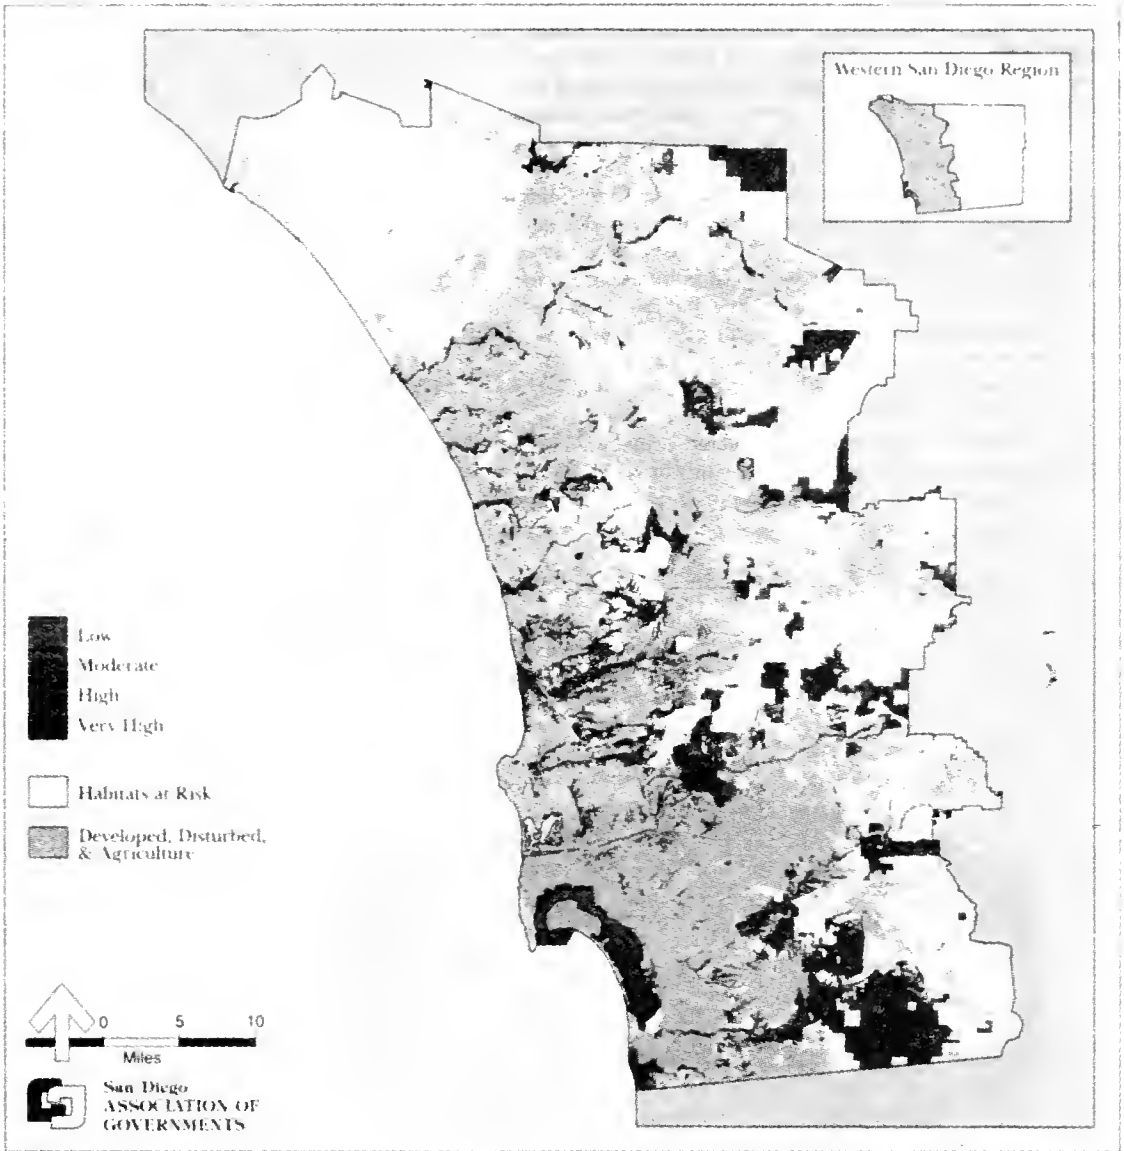 Western San Diego Region
Low
Moderate
High
Very High
Habitats at Risk
Developed, Disturbed,
& Agriculture
0 5 10
Miles
San Diego
ASSOCIATION OF
GOVERNMENTS